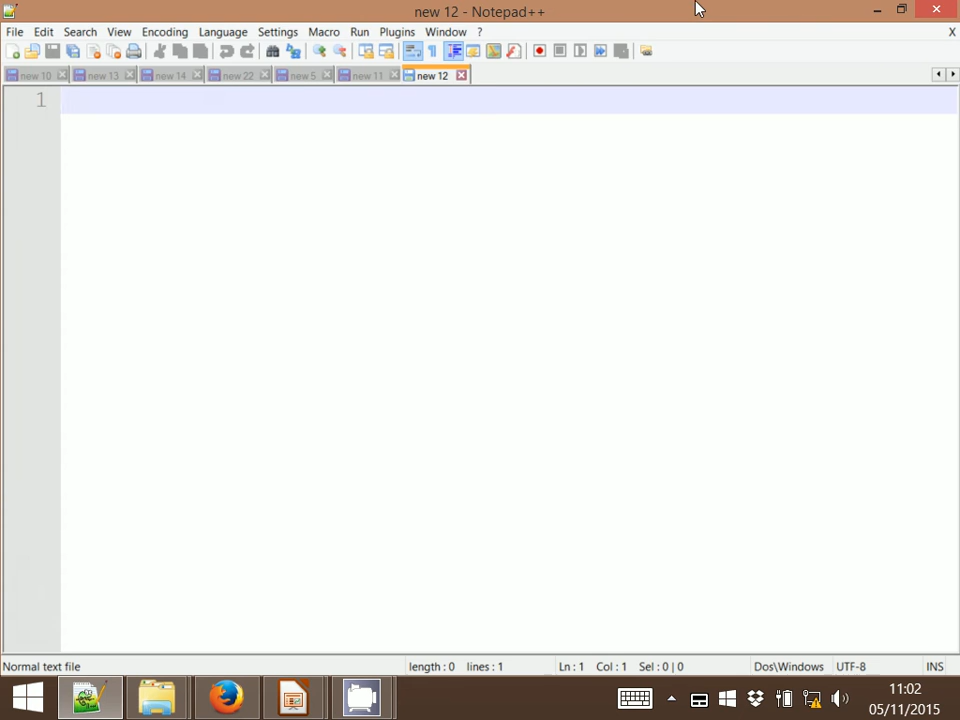 new 12 - Notepad++
File Edit Search View Encoding Language Settings Macro Run Plugins Window ? X
new 10 new 13 new 14 new 22 new 5 new 11 new 12
1
Normal text file length : 0 lines : 1 Ln : 1 Col : 1 Sel : 0 | 0 Dos\Windows UTF-8 INS
11:02
05/11/2015